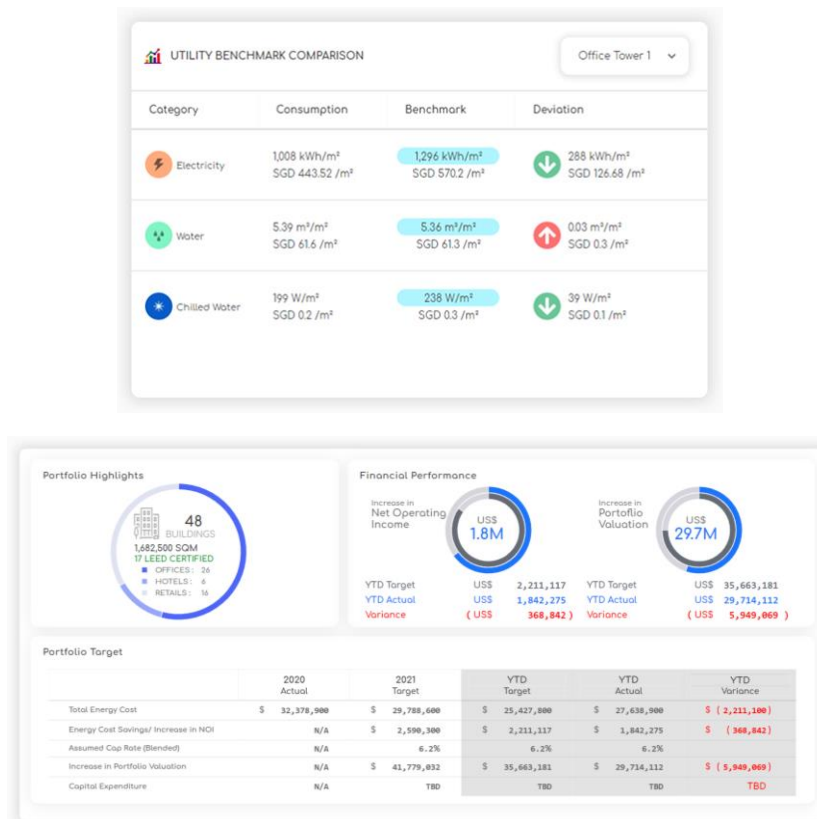 UTILITY BENCHMARK COMPARISON
Office Tower 1
Category Consumption Benchmark Deviation
Electricity 1,008 kWh/m² 1,296 kWh/m² 288 kWh/m²
SGD 443.52 /m² SGD 570.2 /m² SGD 126.68 /m²
Water 5.39 m³/m² 5.36 m³/m² 0.03 m³/m²
SGD 61.6 /m² SGD 61.3 /m² SGD 0.3 /m²
Chilled Water 199 W/m² 238 W/m² 39 W/m²
SGD 0.2 /m² SGD 0.3 /m² SGD 0.1 /m²
Portfolio Highlights
48
BUILDINGS
1,682,500 SQM
17 LEED CERTIFIED
OFFICES: 26
HOTELS: 6
RETAILS: 16
Financial Performance
Increase in
Net Operating
Income
US$
1.8M
YTD Target US$ 2,211,117
YTD Actual US$ 1,842,275
Variance ( US$ 368,842 )
Increase in
Portoflio
Valuation
US$
29.7M
YTD Target US$ 35,663,181
YTD Actual US$ 29,714,112
Variance ( US$ 5,949,069 )
Portfolio Target
2020 2021 YTD YTD YTD
Actual Target Target Actual Variance
Total Energy Cost $ 32,378,900 $ 29,788,600 $ 25,427,800 $ 27,638,900 $ ( 2,211,100)
Energy Cost Savings/ Increase in NOI N/A $ 2,590,300 $ 2,211,117 $ 1,842,275 $ ( 368,842)
Assumed Cap Rate (Blended) N/A 6.2% 6.2% 6.2%
Increase in Portfolio Valuation N/A $ 41,779,032 $ 35,663,181 $ 29,714,112 $ ( 5,949,069)
Capital Expenditure N/A TBD TBD TBD TBD